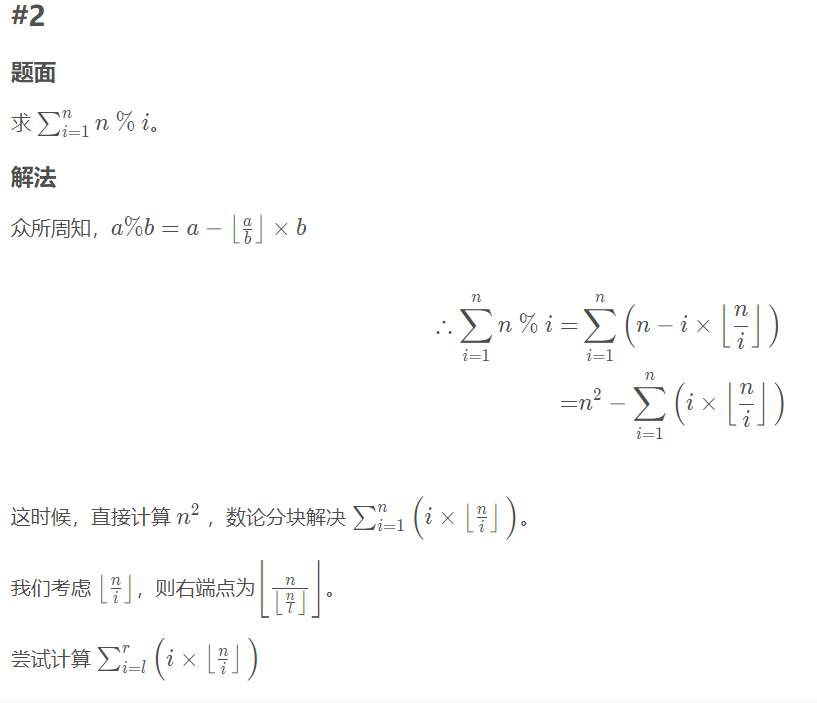 #2
题面
求 $\sum_{i=1}^{n} n \% i$。
解法
众所周知，$a\%b = a - \left\lfloor \frac{a}{b} \right\rfloor \times b$
$\therefore \sum_{i=1}^{n} n \% i = \sum_{i=1}^{n} \left( n - i \times \left\lfloor \frac{n}{i} \right\rfloor \right)$
$= n^2 - \sum_{i=1}^{n} \left( i \times \left\lfloor \frac{n}{i} \right\rfloor \right)$
这时候，直接计算 $n^2$ ，数论分块解决 $\sum_{i=1}^{n} \left( i \times \left\lfloor \frac{n}{i} \right\rfloor \right)$。
我们考虑 $\left\lfloor \frac{n}{i} \right\rfloor$，则右端点为$\left\lfloor \frac{n}{\left\lfloor \frac{n}{l} \right\rfloor} \right\rfloor$。
尝试计算 $\sum_{i=l}^{r} \left( i \times \left\lfloor \frac{n}{i} \right\rfloor \right)$